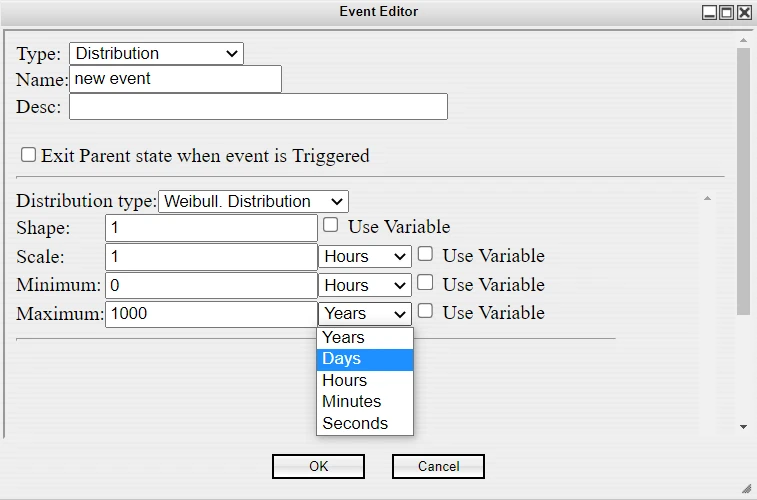 Event Editor
Type: Distribution
Name: new event
Desc:
Exit Parent state when event is Triggered
Distribution type: Weibull. Distribution
Shape: 1 Use Variable
Scale: 1 Hours Use Variable
Minimum: 0 Hours Use Variable
Maximum: 1000 Years Use Variable
Years
Days
Hours
Minutes
Seconds
OK Cancel